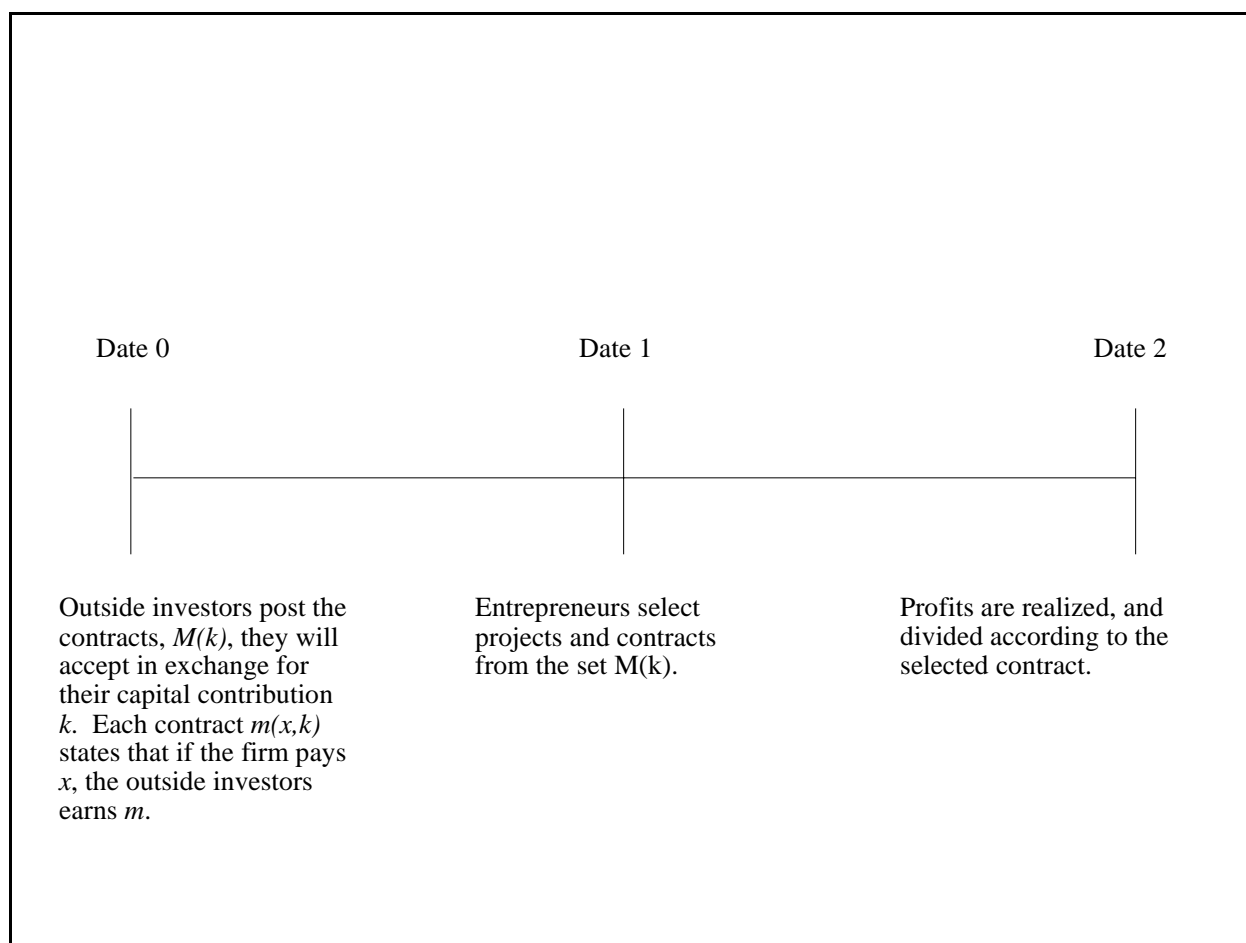 Date 0
Date 1
Date 2
Outside investors post the
contracts, M(k), they will
accept in exchange for
their capital contribution
k. Each contract m(x,k)
states that if the firm pays
x, the outside investors
earns m.
Entrepreneurs select
projects and contracts
from the set M(k).
Profits are realized, and
divided according to the
selected contract.